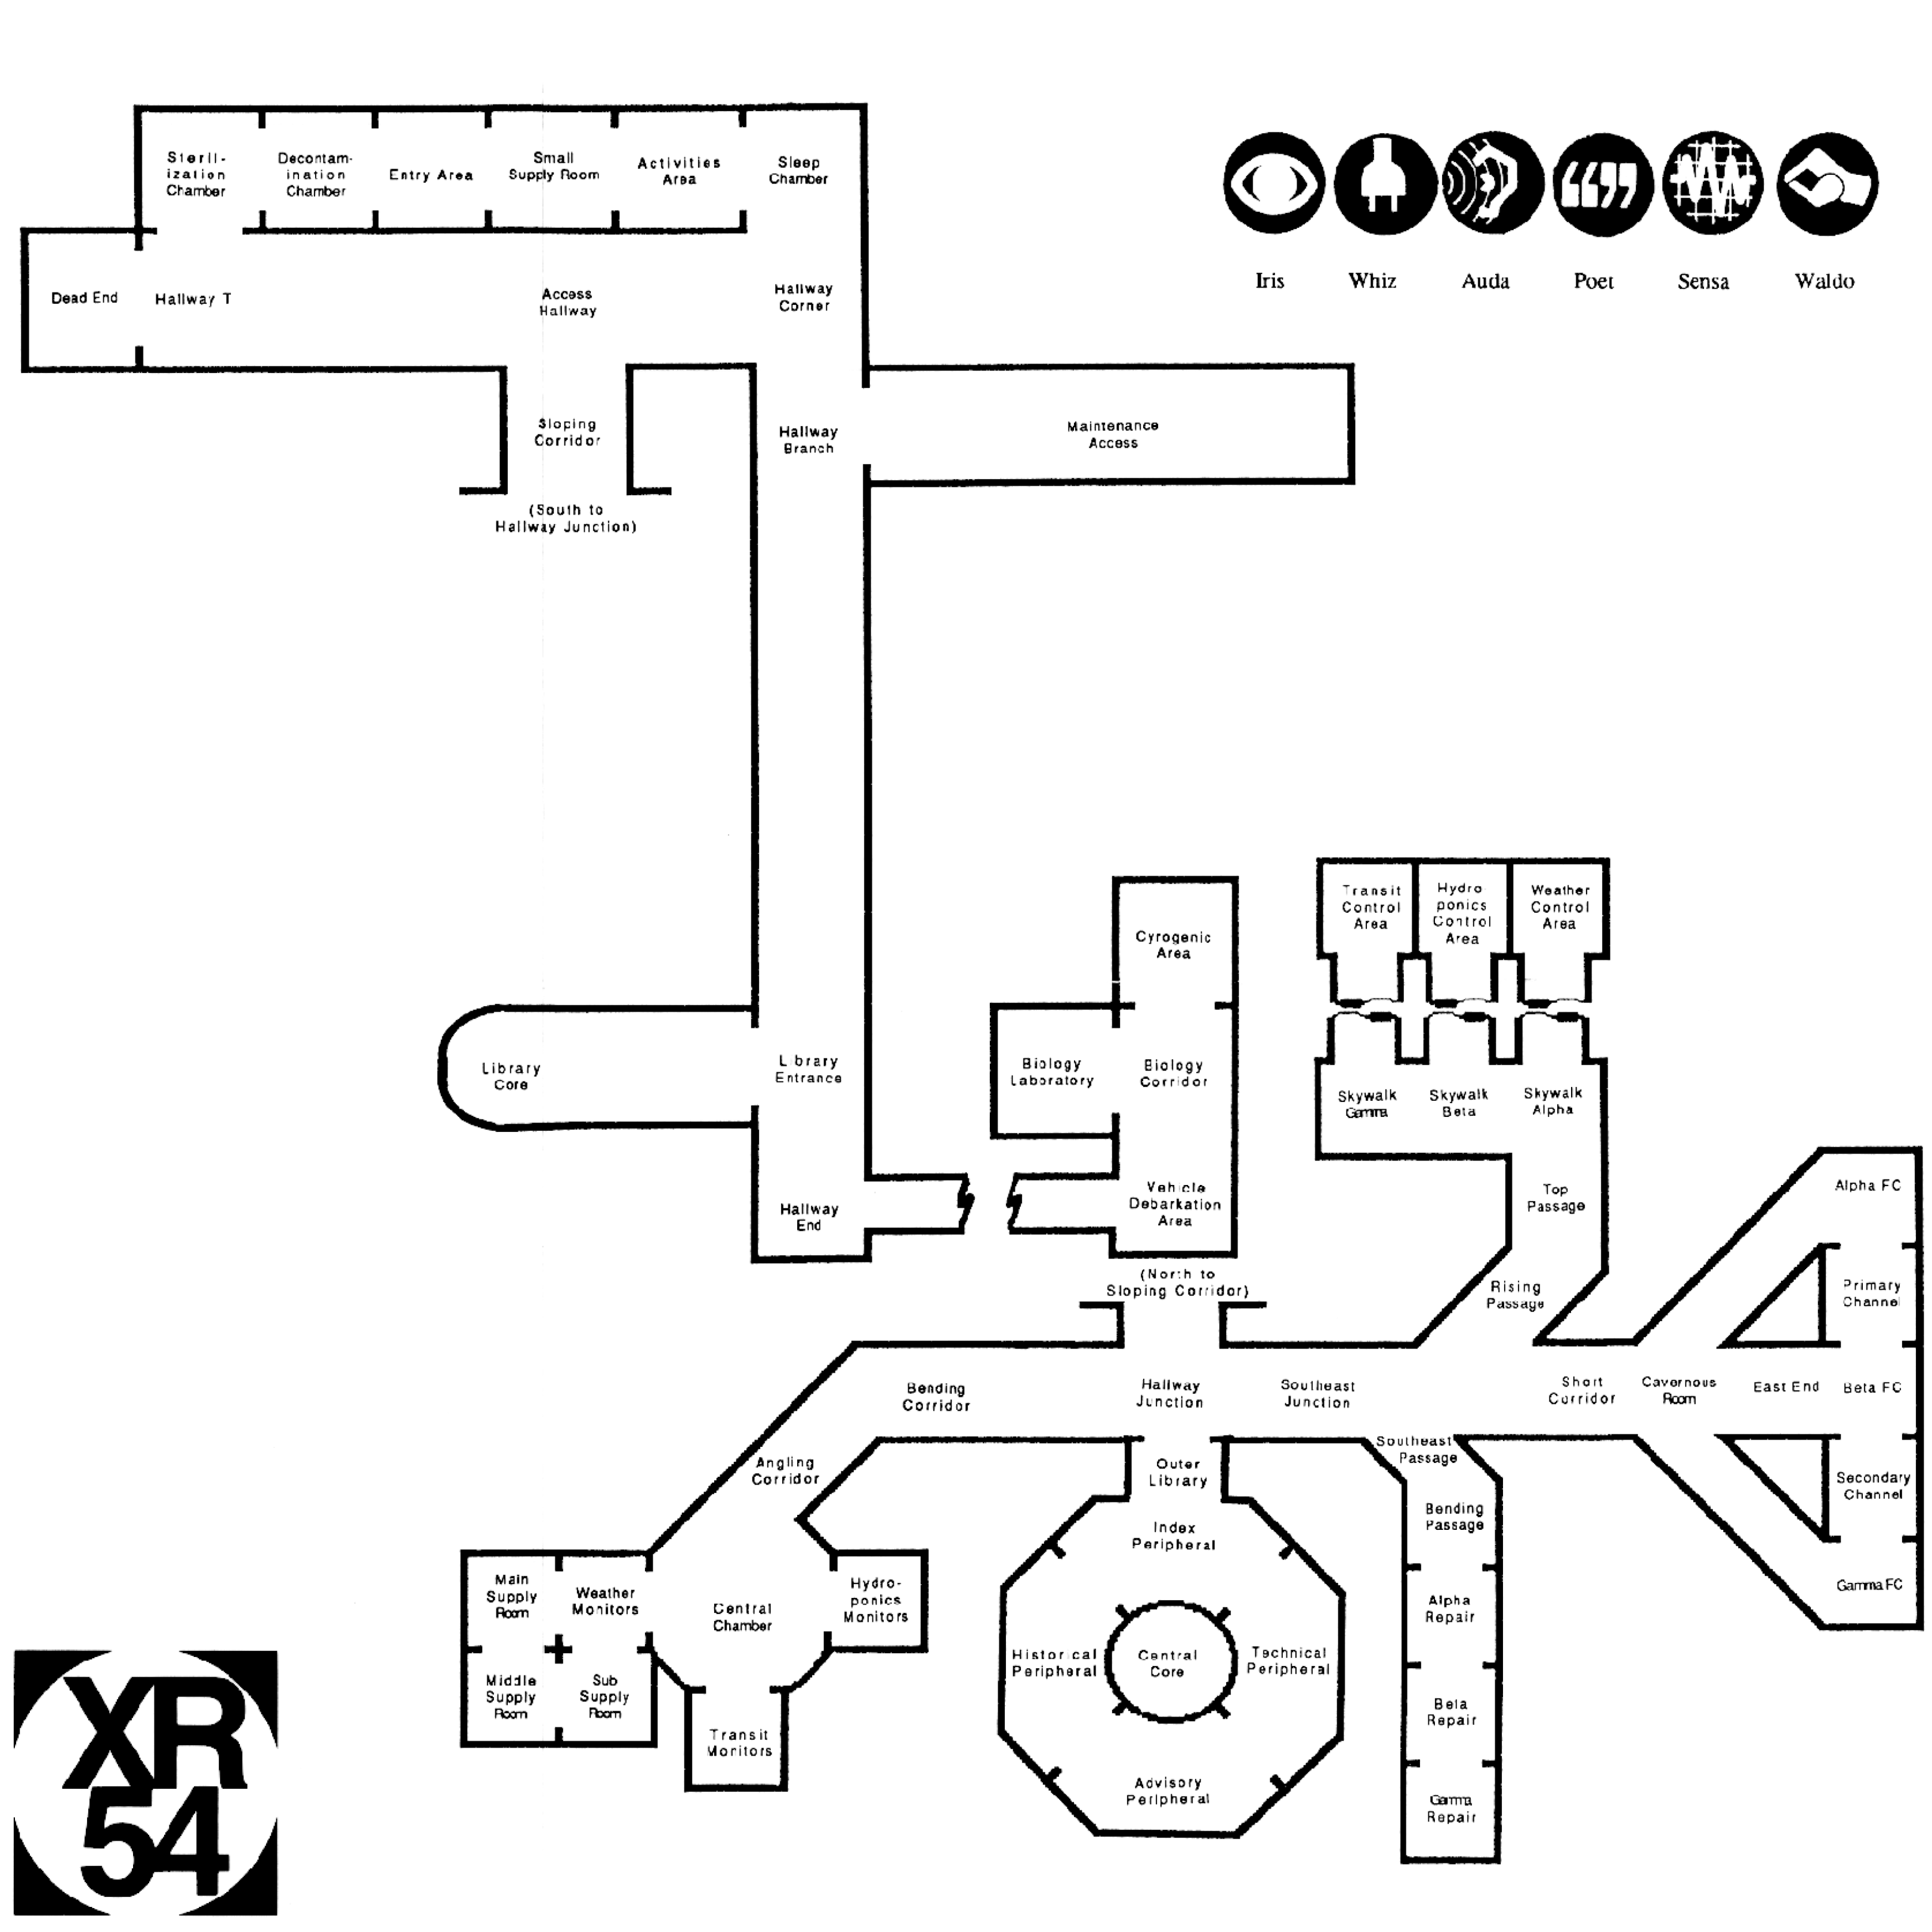 Sterili-
ization
Chamber
Decontam-
ination
Chamber
Entry Area
Small
Supply Room
Activities
Area
Sleep
Chamber
Iris
Whiz
Auda
Poet
Sensa
Waldo
Dead End
Hallway T
Access
Hallway
Hallway
Corner
Sloping
Corridor
Hallway
Branch
Maintenance
Access
(South to
Hallway Junction)
Transit
Control
Area
Hydro
ponics
Control
Area
Weather
Control
Area
Cyrogenic
Area
Library
Core
Library
Entrance
Biology
Laboratory
Biology
Corridor
Skywalk
Gamma
Skywalk
Beta
Skywalk
Alpha
Hallway
End
Vehicle
Debarkation
Area
Top
Passage
Alpha FC
(North to
Sloping Corridor)
Rising
Passage
Primary
Channel
Bending
Corridor
Hallway
Junction
Southeast
Junction
Short
Corridor
Cavernous
Room
East End
Beta FC
Angling
Corridor
Outer
Library
Southeast
Passage
Secondary
Channel
Index
Peripheral
Bending
Passage
Main
Supply
Room
Weather
Monitors
Central
Chamber
Hydro-
ponics
Monitors
Alpha
Repair
Gamma FC
Middle
Supply
Room
Sub
Supply
Room
Transit
Monitors
Historical
Peripheral
Central
Core
Technical
Peripheral
Beta
Repair
Advisory
Peripheral
Gamma
Repair
XR
54